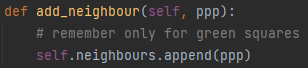 def add_neighbour(self, ppp):
    # remember only for green squares
    self.neighbours.append(ppp)